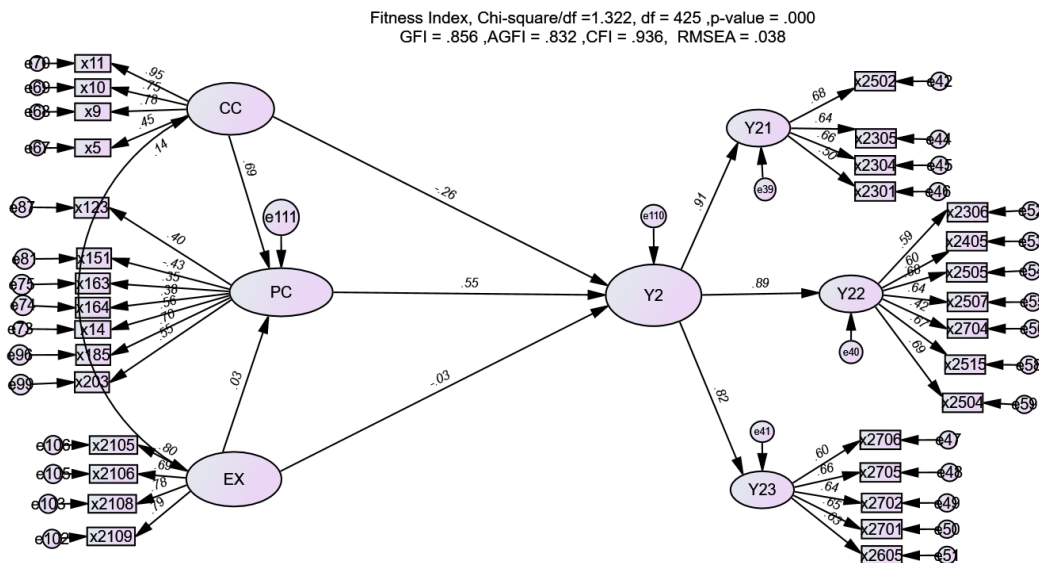 Fitness Index, Chi-square/df =1.322, df = 425 ,p-value = .000
GFI = .856 ,AGFI = .832 ,CFI = .936, RMSEA = .038
e70 x11 .95
e69 x10 .75
e68 x9 .78
e67 x5 .45
CC
.14
.69
-.26
e87 x123 .40
e111
e81 x151 -.43
e75 x163 .35
e74 x164 .38
e73 x14 .56
e96 x185 .70
e99 x203 .55
PC
.55
.03
-.03
e106 x2105 .80
e105 x2106 .69
e103 x2108 .78
e102 x2109 .79
EX
e110
Y2
.91
.89
.82
Y21
e39
.68 x2502 e42
.64 x2305 e44
.66 x2304 e45
.50 x2301 e46
Y22
e40
.59 x2306
.60 x2405
.68 x2505
.64 x2507
.42 x2704
.67 x2515 e58
.69 x2504 e59
e41
Y23
.60 x2706 e47
.66 x2705 e48
.64 x2702 e49
.65 x2701 e50
x2605 e51